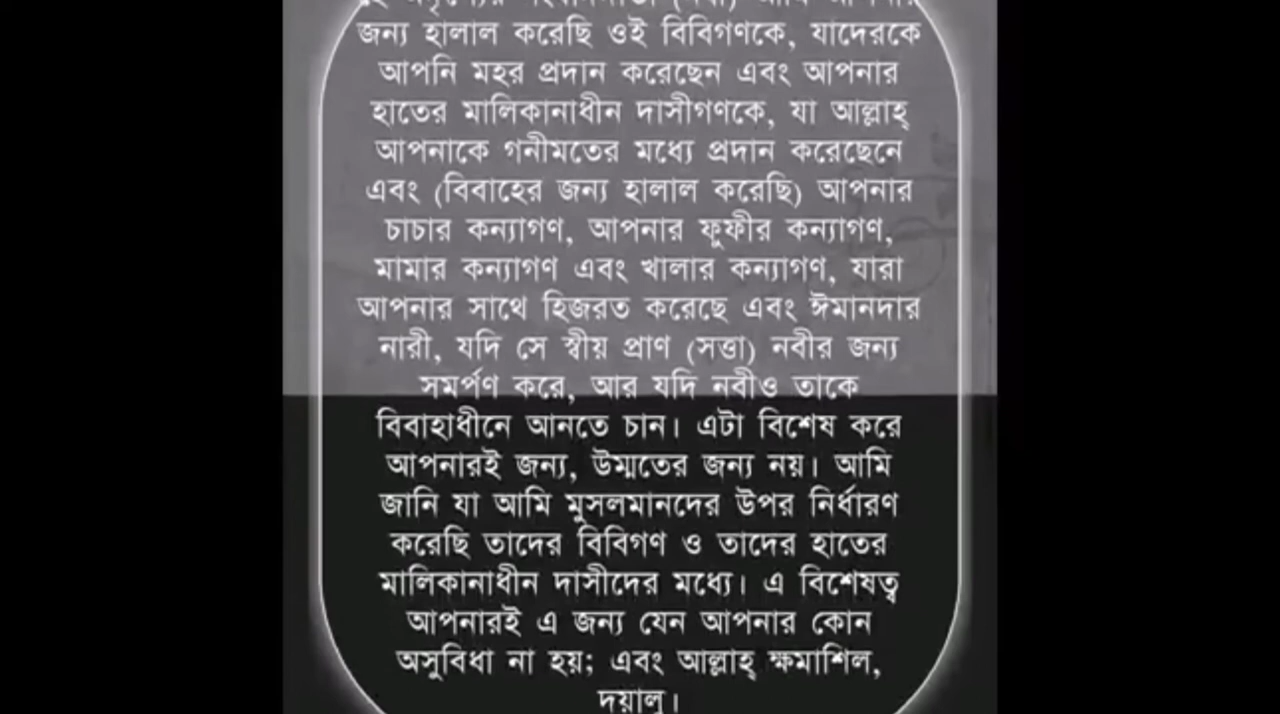 জন্য হালাল করেছি ওই বিবিগণকে, যাদেরকে
আপনি মহর প্রদান করেছেন এবং আপনার
হাতের মালিকানাধীন দাসীগণকে, যা আল্লাহ্
আপনাকে গনীমতের মধ্যে প্রদান করেছেনে
এবং (বিবাহের জন্য হালাল করেছি) আপনার
চাচার কন্যাগণ, আপনার ফুফীর কন্যাগণ,
মামার কন্যাগণ এবং খালার কন্যাগণ, যারা
আপনার সাথে হিজরত করেছে এবং ঈমানদার
নারী, যদি সে স্বীয় প্রাণ (সত্তা) নবীর জন্য
সমর্পণ করে, আর যদি নবীও তাকে
বিবাহাধীনে আনতে চান। এটা বিশেষ করে
আপনারই জন্য, উম্মতের জন্য নয়। আমি
জানি যা আমি মুসলমানদের উপর নির্ধারণ
করেছি তাদের বিবিগণ ও তাদের হাতের
মালিকানাধীন দাসীদের মধ্যে। এ বিশেষত্ব
আপনারই এ জন্য যেন আপনার কোন
অসুবিধা না হয়; এবং আল্লাহ্ ক্ষমাশিল,
দয়ালু।